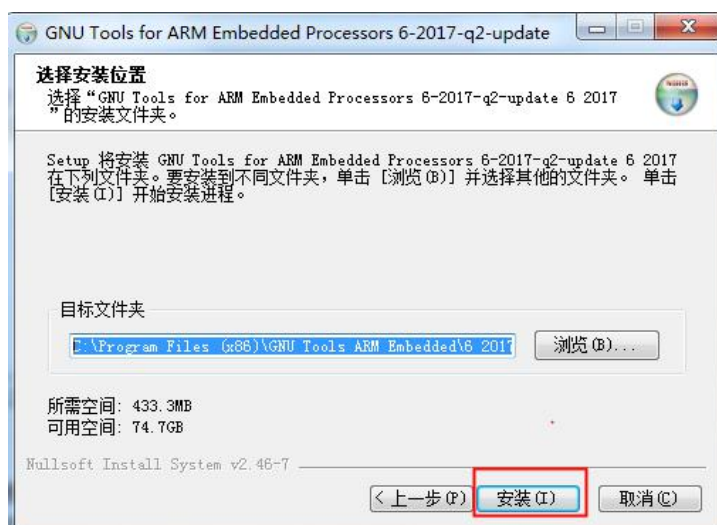 GNU Tools for ARM Embedded Processors 6-2017-q2-update
选择安装位置
选择“GNU Tools for ARM Embedded Processors 6-2017-q2-update 6 2017
”的安装文件夹。
Setup 将安装 GNU Tools for ARM Embedded Processors 6-2017-q2-update 6 2017
在下列文件夹。要安装到不同文件夹，单击 [浏览(B)] 并选择其他的文件夹。 单击
[安装(I)] 开始安装进程。
目标文件夹
C:\Program Files (x86)\GNU Tools ARM Embedded\6 2017
浏览(B)...
所需空间: 433.3MB
可用空间: 74.7GB
Nullsoft Install System v2.46-7
< 上一步(P)
安装(I)
取消(C)